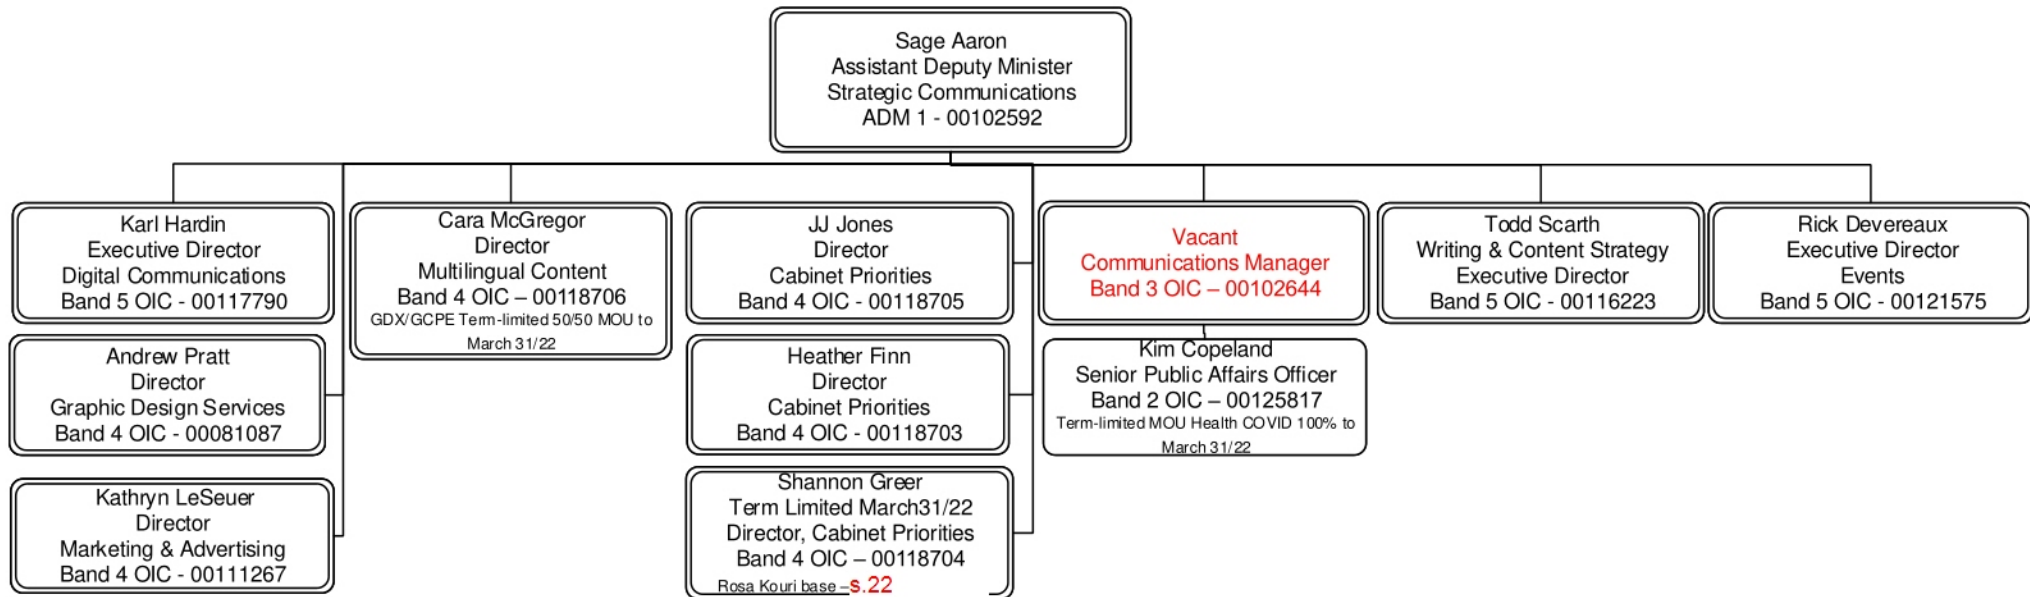 Sage Aaron
Assistant Deputy Minister
Strategic Communications
ADM 1 - 00102592
Karl Hardin
Executive Director
Digital Communications
Band 5 OIC - 00117790
Andrew Pratt
Director
Graphic Design Services
Band 4 OIC - 00081087
Kathryn LeSeuer
Director
Marketing & Advertising
Band 4 OIC - 00111267
Cara McGregor
Director
Multilingual Content
Band 4 OIC – 00118706
GDX/GCPE Term-limited 50/50 MOU to
March 31/22
JJ Jones
Director
Cabinet Priorities
Band 4 OIC - 00118705
Heather Finn
Director
Cabinet Priorities
Band 4 OIC - 00118703
Shannon Greer
Term Limited March31/22
Director, Cabinet Priorities
Band 4 OIC – 00118704
Rosa Kouri base –s.22
Vacant
Communications Manager
Band 3 OIC – 00102644
Kim Copeland
Senior Public Affairs Officer
Band 2 OIC – 00125817
Term-limited MOU Health COVID 100% to
March 31/22
Todd Scarth
Writing & Content Strategy
Executive Director
Band 5 OIC - 00116223
Rick Devereaux
Executive Director
Events
Band 5 OIC - 00121575